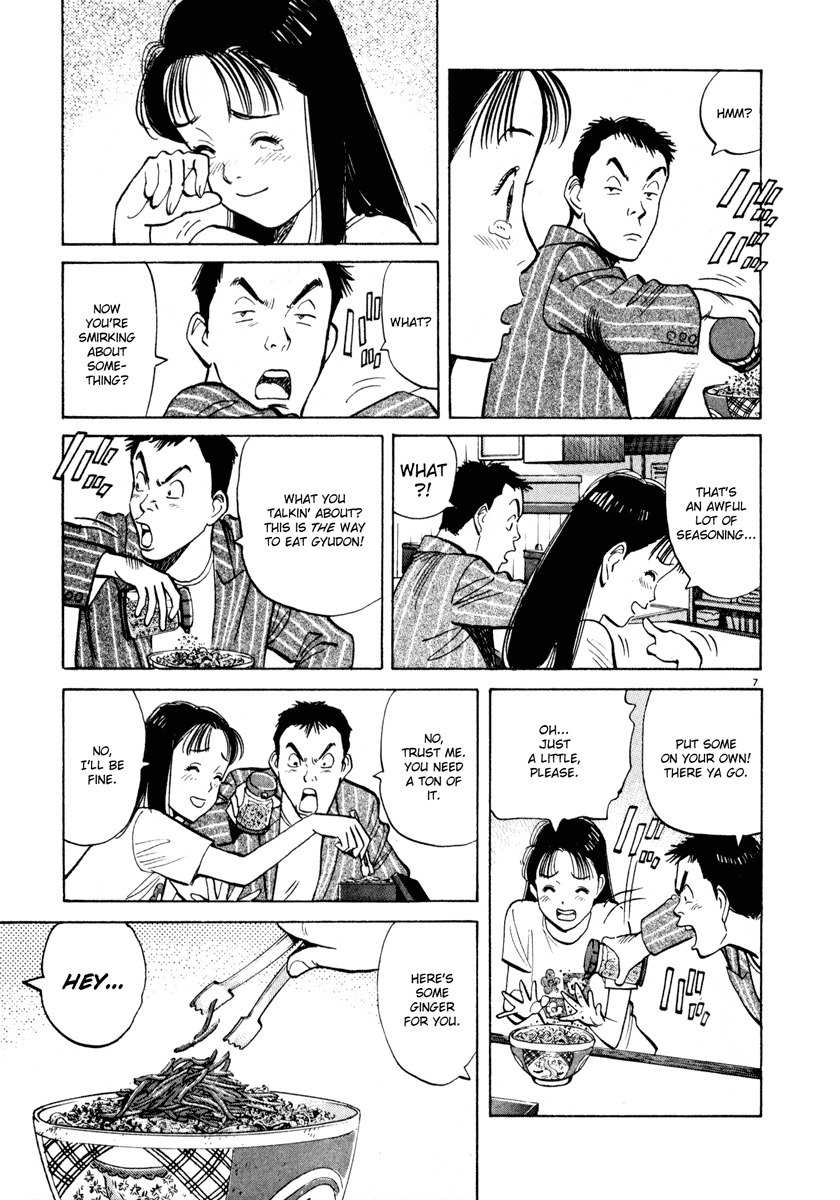 HMM?
WHAT?
NOW
YOU'RE
SMIRKING
ABOUT
SOME-
THING?
THAT'S
AN AWFUL
LOT OF
SEASONING...
WHAT
?!
WHAT YOU
TALKIN' ABOUT?
THIS IS THE WAY
TO EAT GYUDON!
7
PUT SOME
ON YOUR OWN!
THERE YA GO.
OH...
JUST
A LITTLE,
PLEASE.
NO,
TRUST ME.
YOU NEED
A TON OF
IT.
NO,
I'LL BE
FINE.
HERE'S
SOME
GINGER
FOR YOU.
HEY...